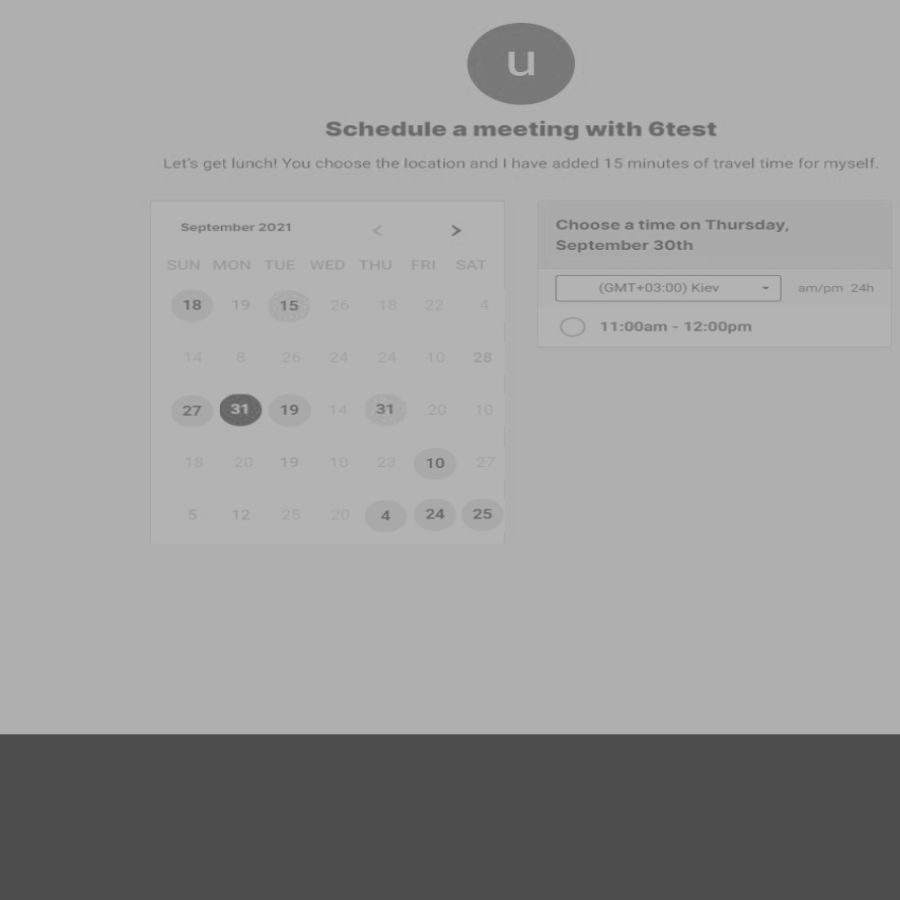 u
Schedule a meeting with 6test
Let's get lunch! You choose the location and I have added 15 minutes of travel time for myself.
September 2021 < >
SUN MON TUE WED THU FRI SAT
18 19 15 26 18 22 4
14 8 26 24 24 10 28
27 31 19 14 31 20 10
18 20 19 10 23 10 27
5 12 25 20 4 24 25
Choose a time on Thursday,
September 30th
(GMT+03:00) Kiev am/pm 24h
11:00am - 12:00pm